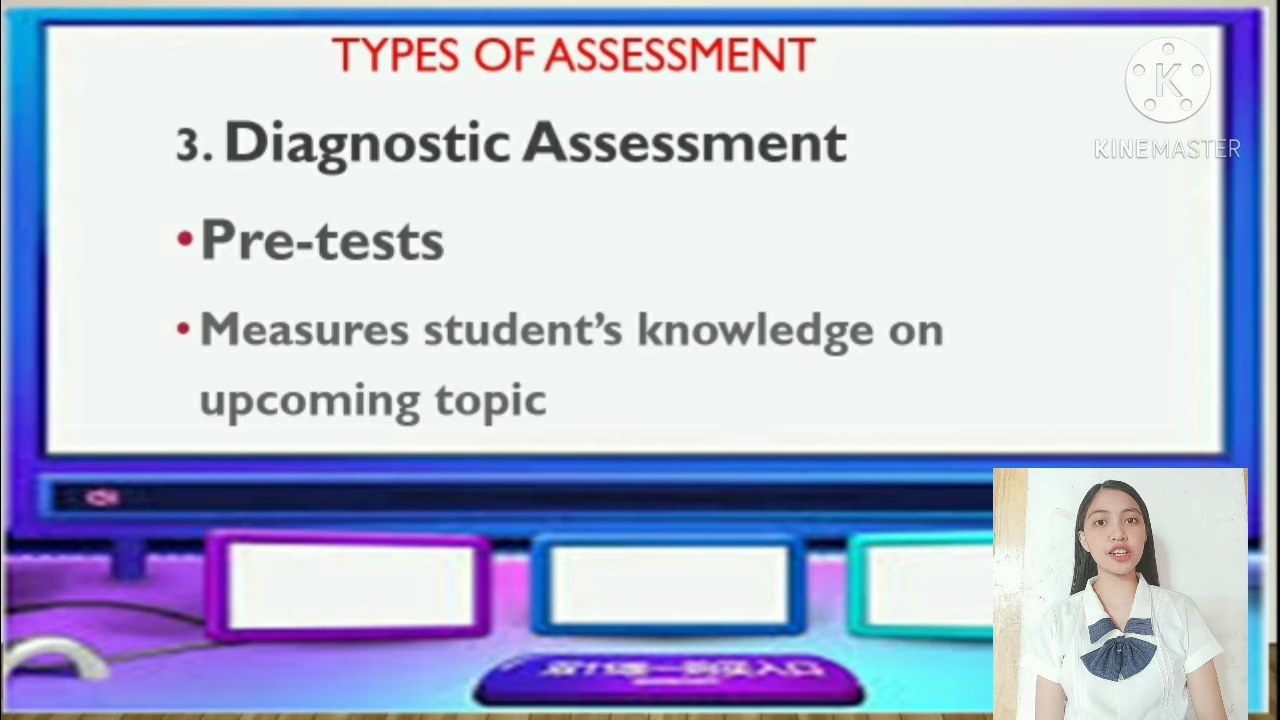 TYPES OF ASSESSMENT
3. Diagnostic Assessment
•Pre-tests
• Measures student’s knowledge on
upcoming topic
K
KINEMASTER